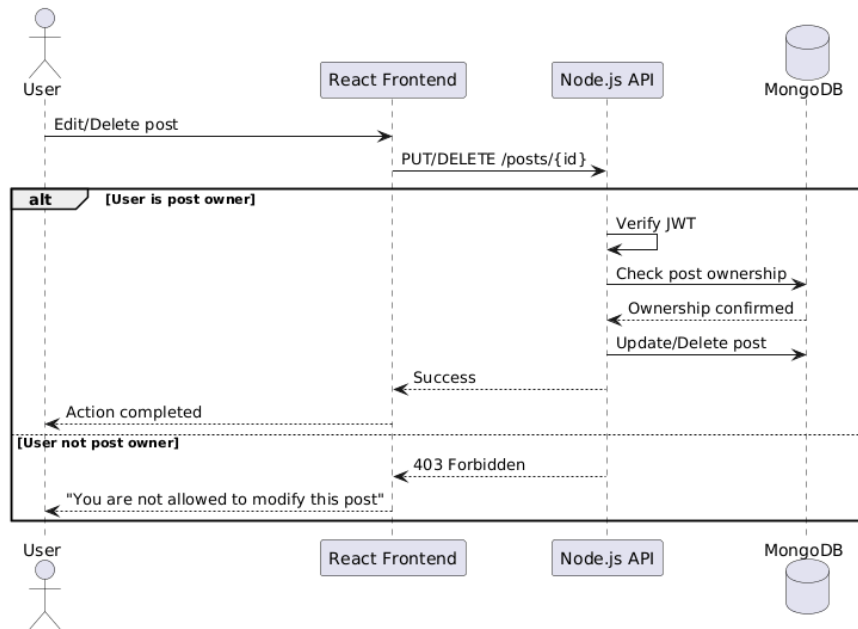 User
React Frontend
Node.js API
MongoDB
Edit/Delete post
PUT/DELETE /posts/{id}
alt
[User is post owner]
Verify JWT
Check post ownership
Ownership confirmed
Update/Delete post
Success
Action completed
[User not post owner]
403 Forbidden
"You are not allowed to modify this post"
User
React Frontend
Node.js API
MongoDB